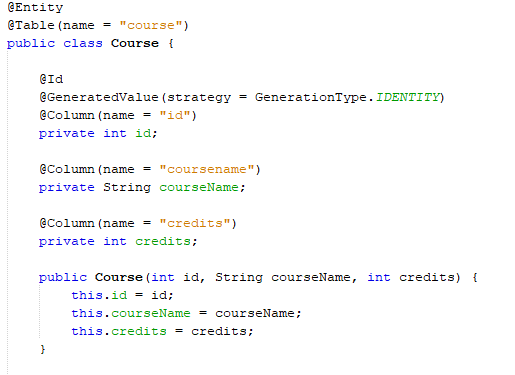 @Entity
@Table(name = "course")
public class Course {
@Id
@GeneratedValue(strategy = GenerationType.IDENTITY)
@Column(name = "id")
private int id;
@Column(name = "coursename")
private String courseName;
@Column(name = "credits")
private int credits;
public Course(int id, String courseName, int credits) {
this.id = id;
this.courseName = courseName;
this.credits = credits;
}